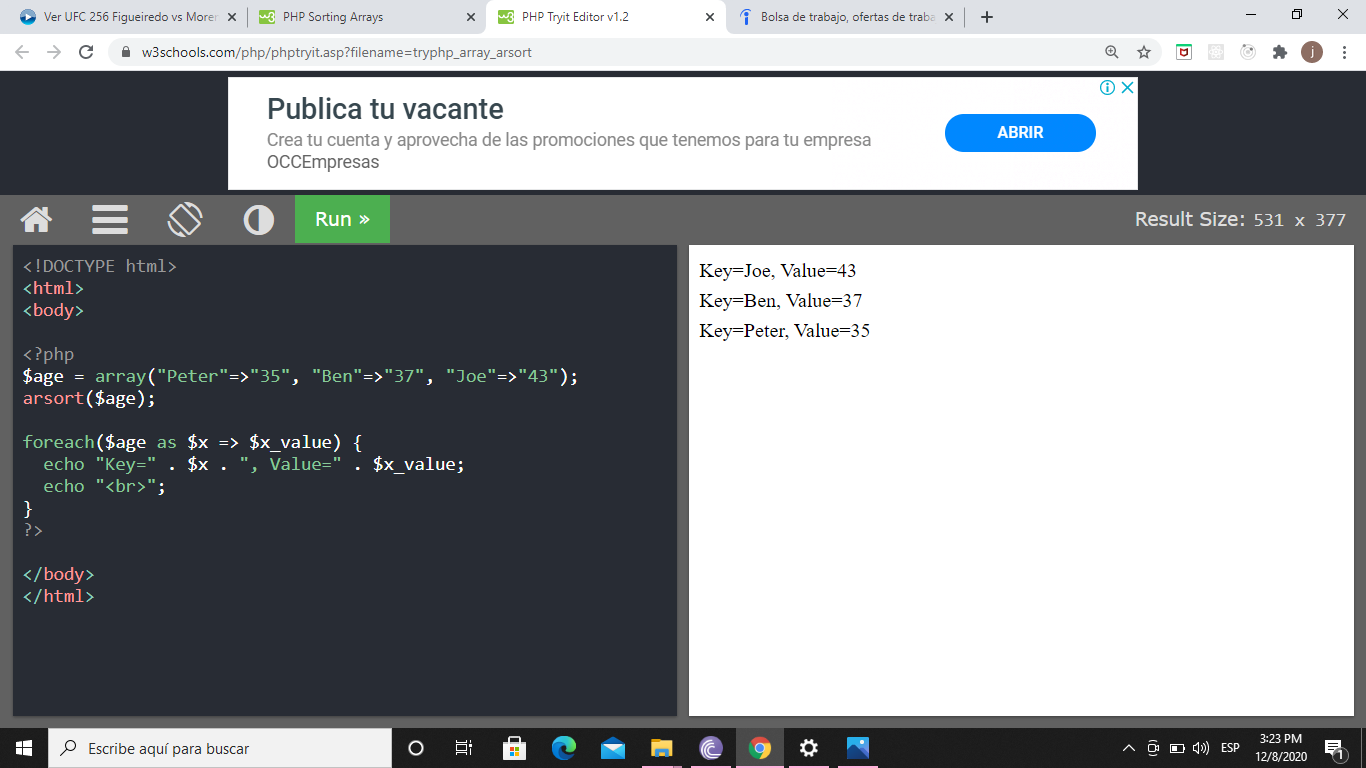 Ver UFC 256 Figueiredo vs Moren
PHP Sorting Arrays
PHP Tryit Editor v1.2
Bolsa de trabajo, ofertas de traba
w3schools.com/php/phptryit.asp?filename=tryphp_array_arsort
j
Publica tu vacante
Crea tu cuenta y aprovecha de las promociones que tenemos para tu empresa
OCCEmpresas
ABRIR
Run »
Result Size: 531 x 377
<!DOCTYPE html>
<html>
<body>
<?php
$age = array("Peter"=>"35", "Ben"=>"37", "Joe"=>"43");
arsort($age);
foreach($age as $x => $x_value) {
  echo "Key=" . $x . ", Value=" . $x_value;
  echo "<br>";
}
?>
</body>
</html>
Key=Joe, Value=43
Key=Ben, Value=37
Key=Peter, Value=35
Escribe aquí para buscar
ESP
3:23 PM
12/8/2020
1